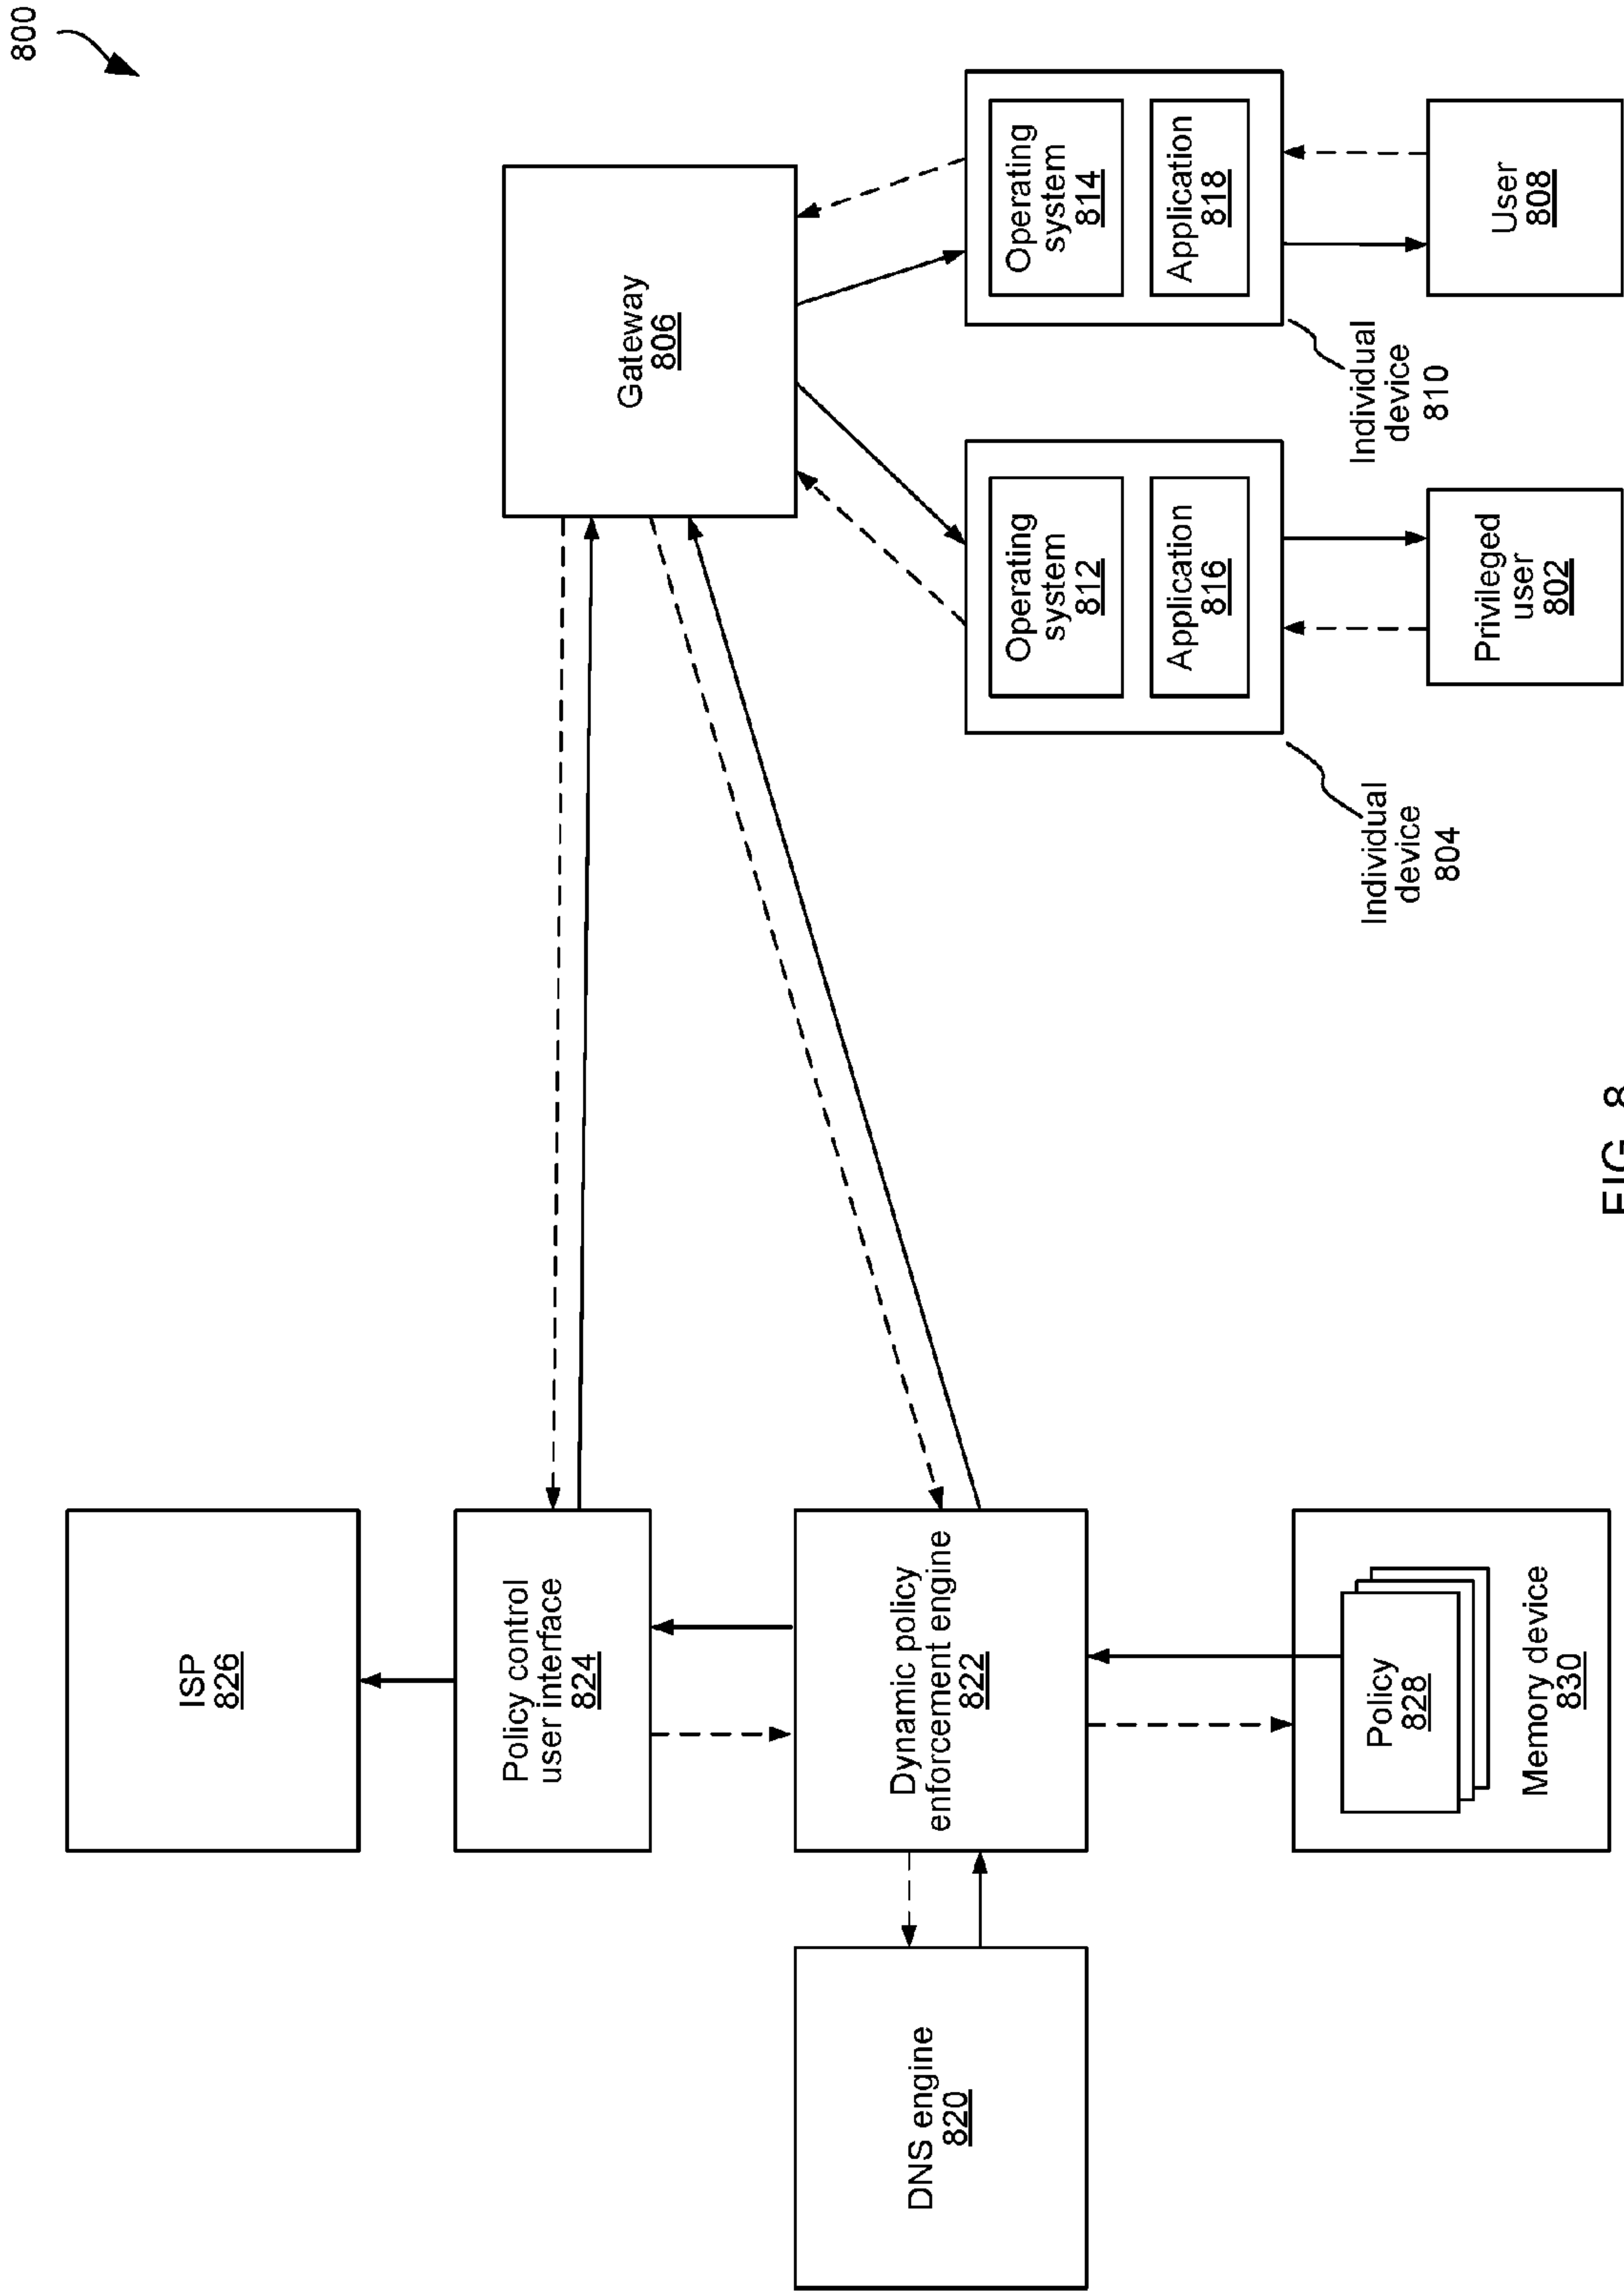 800
ISP
826
Policy control
user interface
824
Dynamic policy
enforcement engine
822
DNS engine
820
Policy
828
Memory device
830
Gateway
806
Operating
system
812
Application
816
Individual
device
804
Privileged
user
802
Operating
system
814
Application
818
Individual
device
810
User
808
FIG. 8